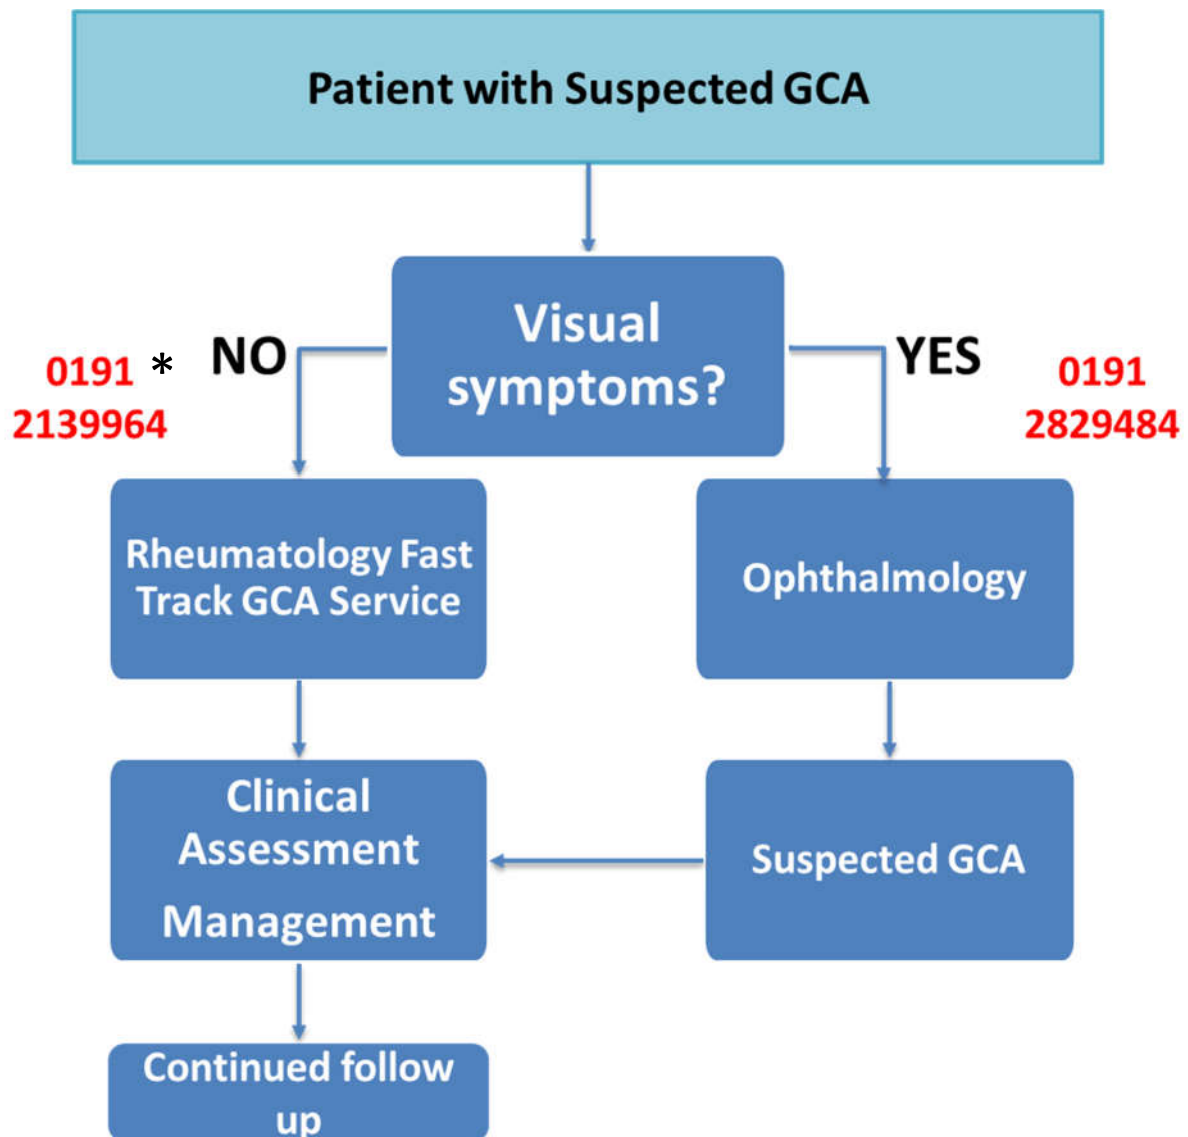 Patient with Suspected GCA
Visual
symptoms?
NO
0191 *
2139964
YES
0191
2829484
Rheumatology Fast
Track GCA Service
Ophthalmology
Clinical
Assessment
Management
Suspected GCA
Continued follow
up